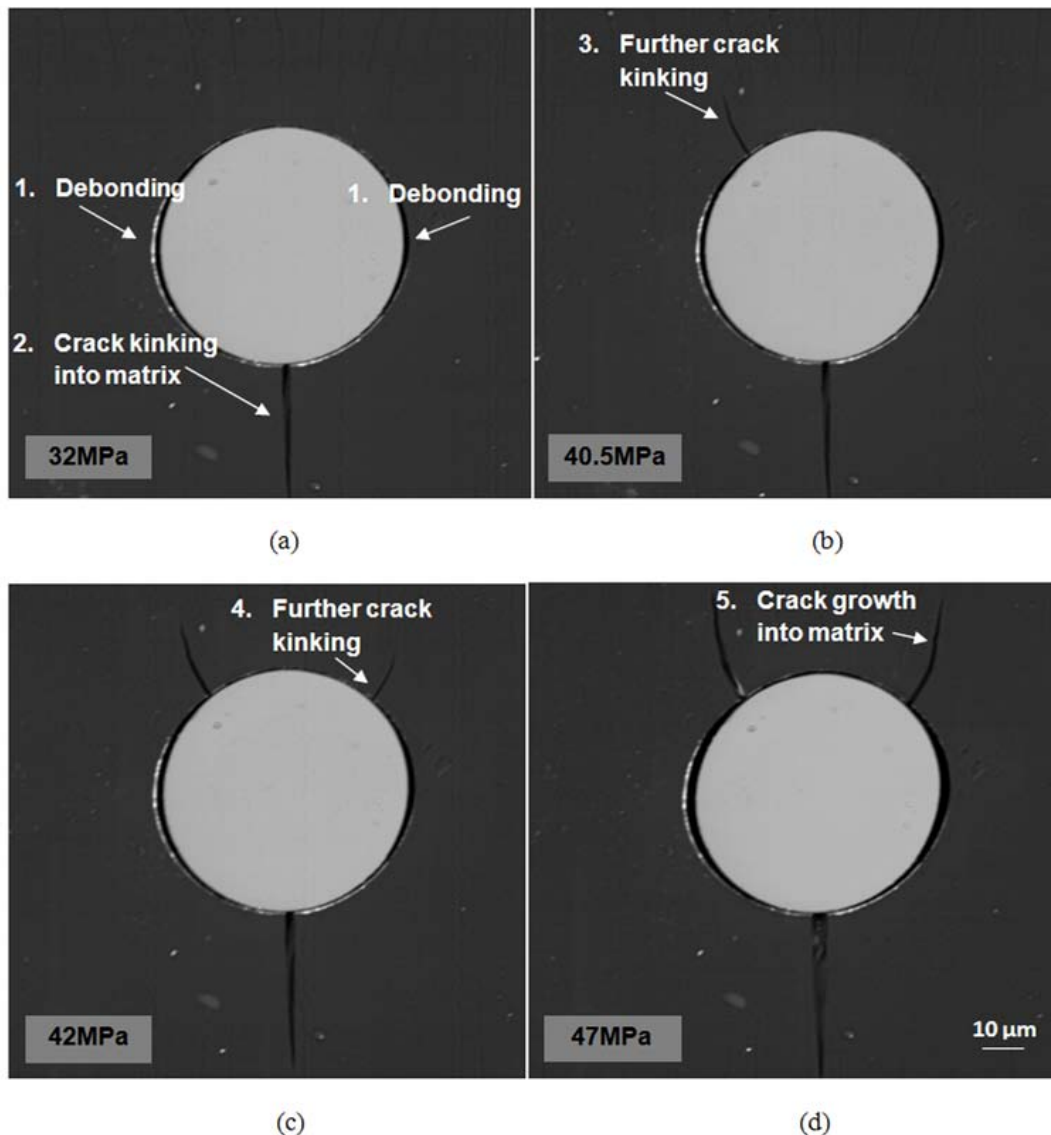 1. Debonding
1. Debonding
2. Crack kinking
into matrix
32MPa
(a)
3. Further crack
kinking
40.5MPa
(b)
4. Further crack
kinking
42MPa
(c)
5. Crack growth
into matrix
47MPa
10 µm
(d)